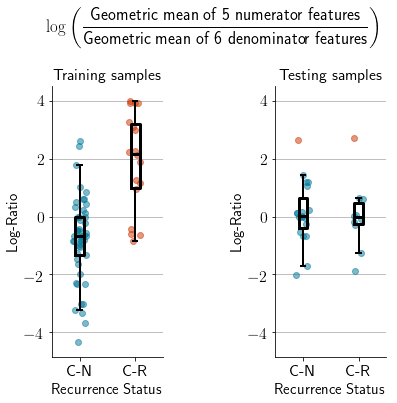 log ( Geometric mean of 5 numerator features
Geometric mean of 6 denominator features )
Training samples
4
2
0
−2
−4
Log-Ratio
C-N C-R
Recurrence Status
Testing samples
4
2
0
−2
−4
Log-Ratio
C-N C-R
Recurrence Status